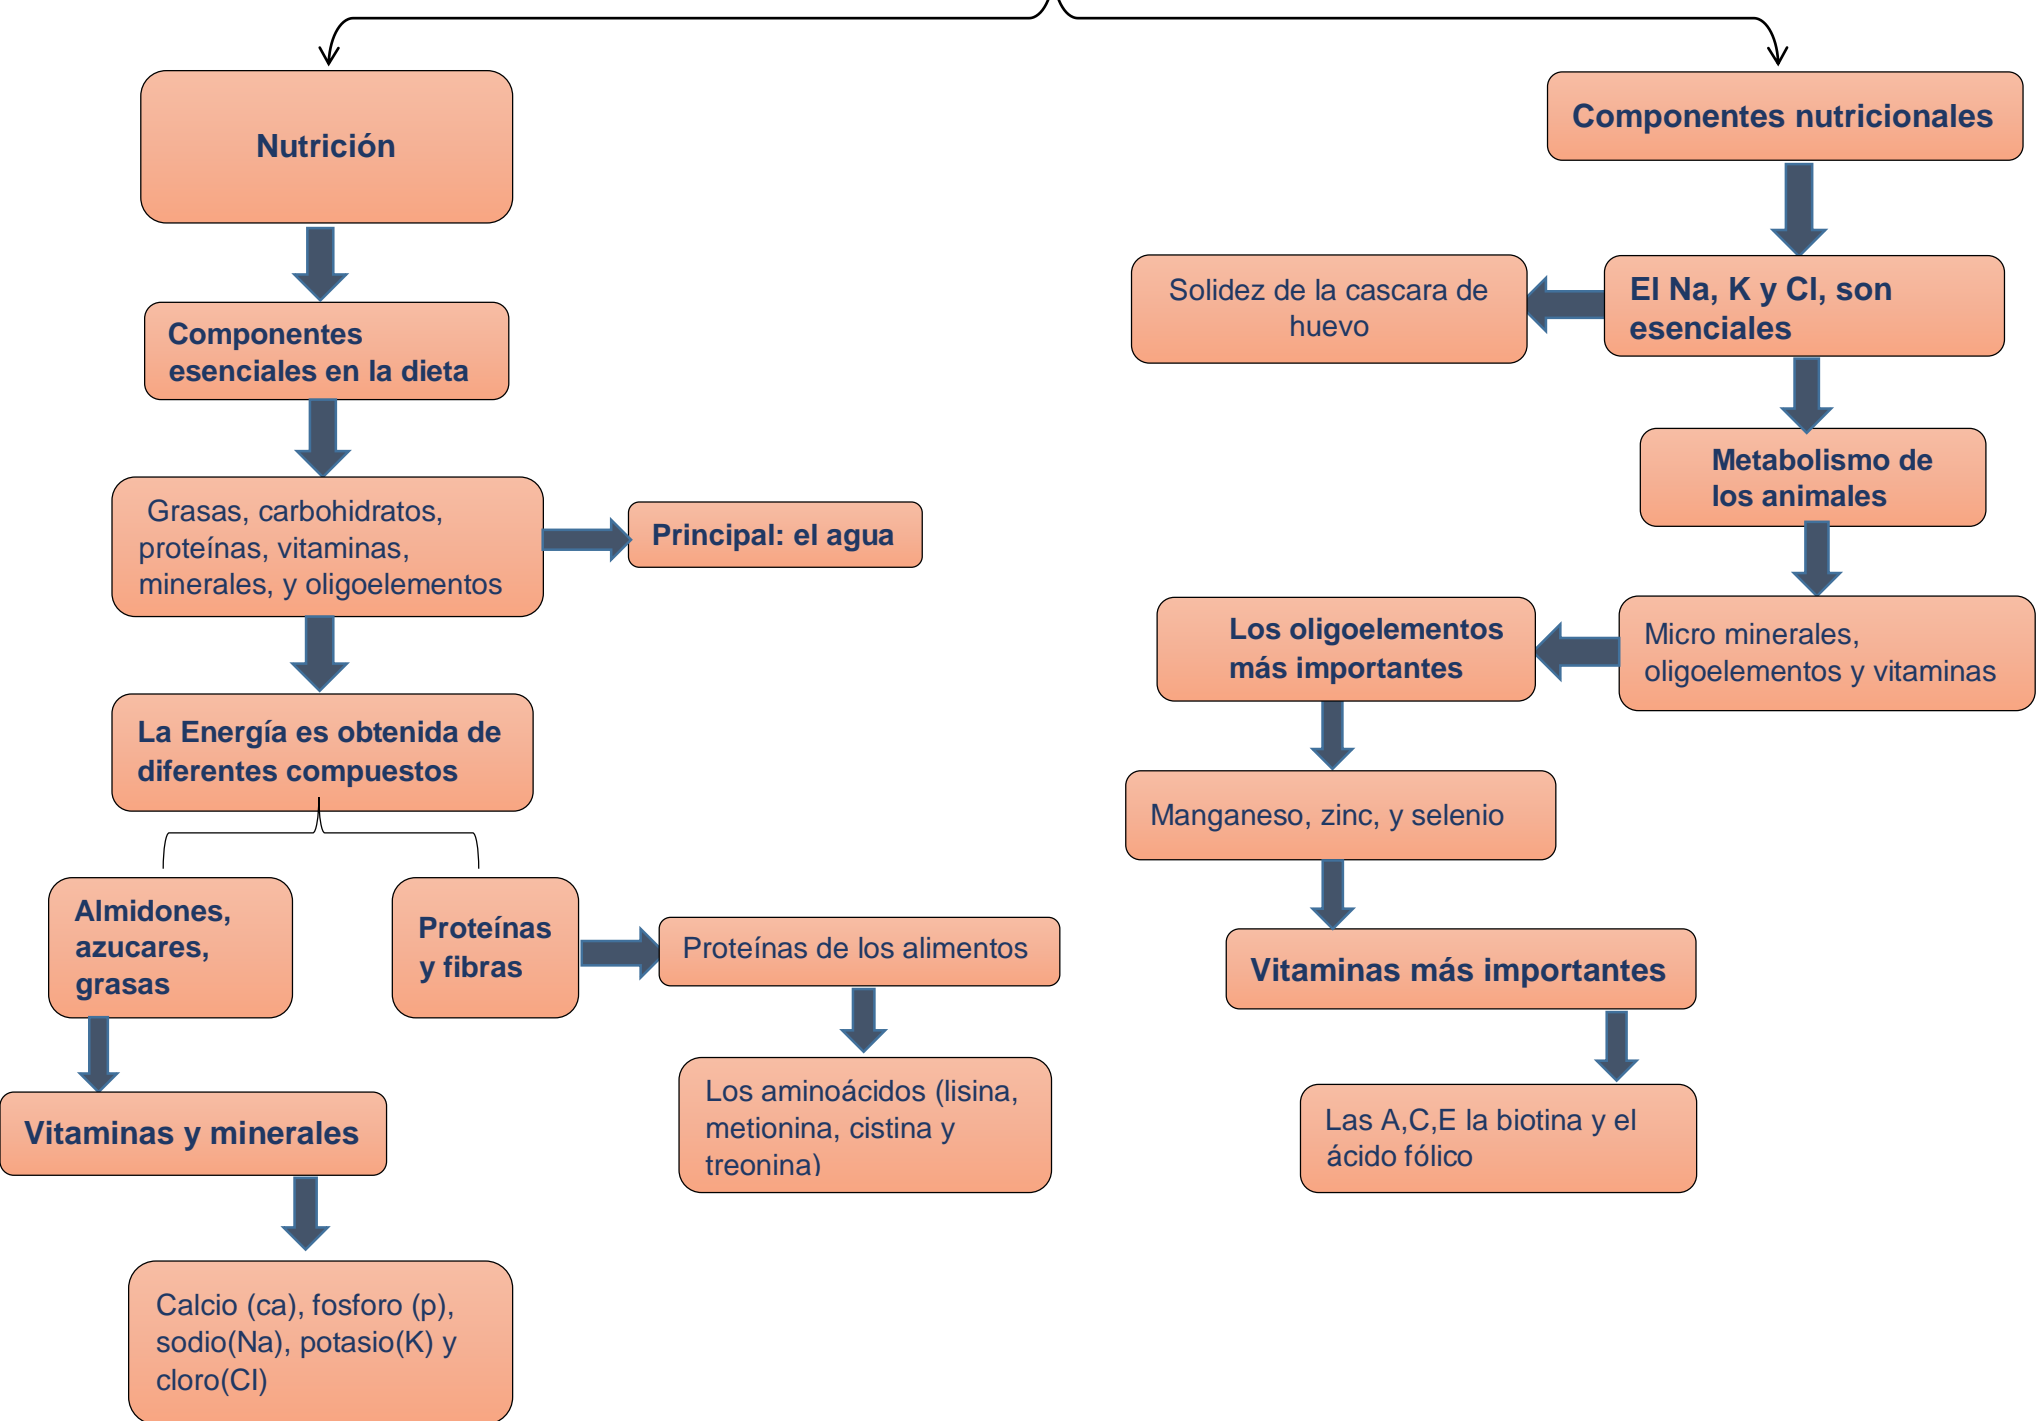 Nutrición
Componentes
esenciales en la dieta
Grasas, carbohidratos,
proteínas, vitaminas,
minerales, y oligoelementos
Principal: el agua
La Energía es obtenida de
diferentes compuestos
Almidones,
azucares,
grasas
Proteínas
y fibras
Proteínas de los alimentos
Los aminoácidos (lisina,
metionina, cistina y
treonina)
Vitaminas y minerales
Calcio (ca), fosforo (p),
sodio(Na), potasio(K) y
cloro(Cl)
Componentes nutricionales
El Na, K y Cl, son
esenciales
Solidez de la cascara de
huevo
Metabolismo de
los animales
Micro minerales,
oligoelementos y vitaminas
Los oligoelementos
más importantes
Manganeso, zinc, y selenio
Vitaminas más importantes
Las A,C,E la biotina y el
ácido fólico